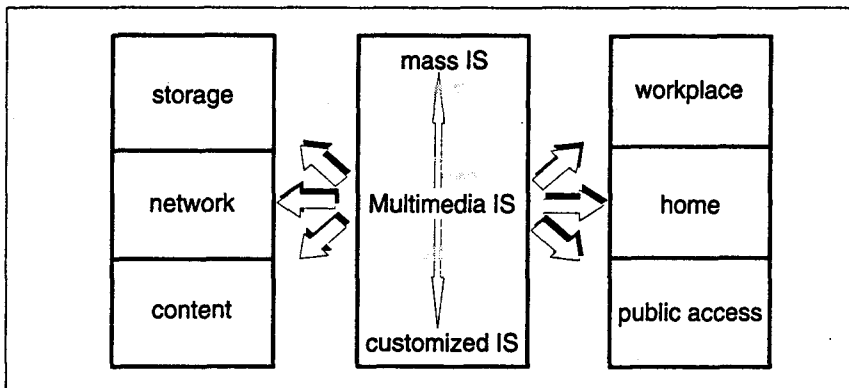 storage
network
content
mass IS
Multimedia IS
customized IS
workplace
home
public access